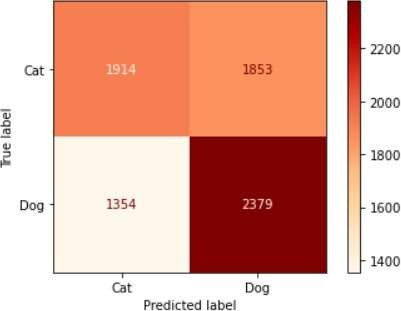 2200
Cat 1914 1853
2000
True label
1800
Dog 1354 2379
1600
1400
Cat Dog
Predicted label